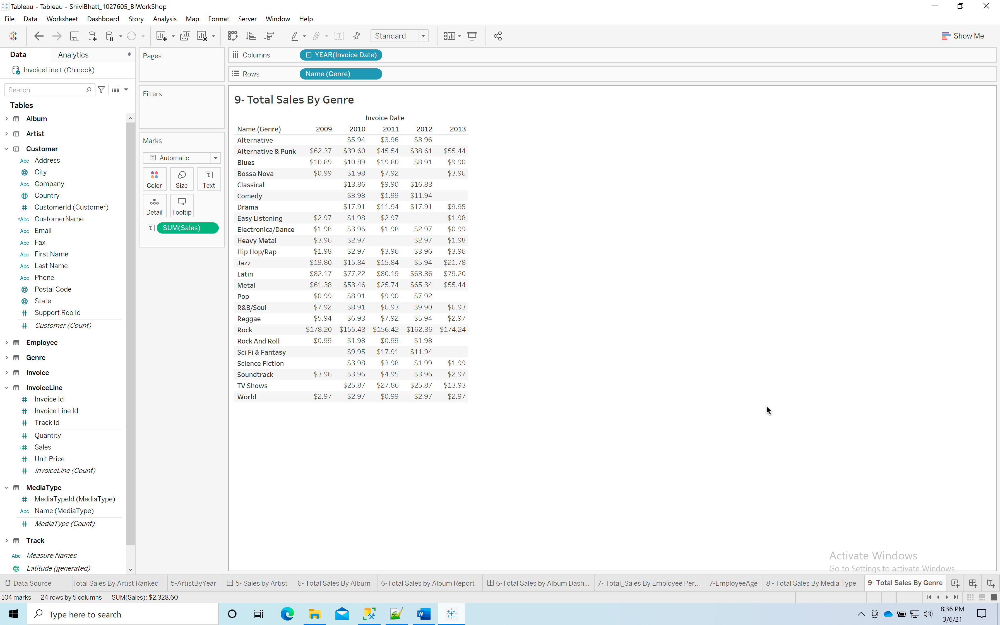 Tableau - Tableau - ShiviBhatt_1027605_BIWorkShop
File Data Worksheet Dashboard Story Analysis Map Format Server Window Help
Standard Show Me
Data Analytics
InvoiceLine+ (Chinook)
Search
Tables
Album
Artist
Customer
Abc Address
City
Abc Company
Country
# CustomerId (Customer)
=Abc CustomerName
Abc Email
Abc Fax
Abc First Name
Abc Last Name
Abc Phone
Postal Code
State
# Support Rep Id
# Customer (Count)
Employee
Genre
Invoice
InvoiceLine
# Invoice Id
# Invoice Line Id
# Track Id
# Quantity
=# Sales
# Unit Price
# InvoiceLine (Count)
MediaType
# MediaTypeId (MediaType)
Abc Name (MediaType)
# MediaType (Count)
Track
Abc Measure Names
Latitude (generated)
Pages
Filters
Marks
T Automatic
Color Size Text
Detail Tooltip
T SUM(Sales)
Columns YEAR(Invoice Date)
Rows Name (Genre)
9- Total Sales By Genre
Invoice Date
Name (Genre) 2009 2010 2011 2012 2013
Alternative $5.94 $3.96 $3.96
Alternative & Punk $62.37 $39.60 $45.54 $38.61 $55.44
Blues $10.89 $10.89 $19.80 $8.91 $9.90
Bossa Nova $0.99 $1.98 $7.92 $3.96
Classical $13.86 $9.90 $16.83
Comedy $3.98 $1.99 $11.94
Drama $17.91 $11.94 $17.91 $9.95
Easy Listening $2.97 $1.98 $2.97 $1.98
Electronica/Dance $1.98 $3.96 $1.98 $2.97 $0.99
Heavy Metal $3.96 $2.97 $2.97 $1.98
Hip Hop/Rap $1.98 $2.97 $3.96 $3.96 $3.96
Jazz $19.80 $15.84 $15.84 $5.94 $21.78
Latin $82.17 $77.22 $80.19 $63.36 $79.20
Metal $61.38 $53.46 $25.74 $65.34 $55.44
Pop $0.99 $8.91 $9.90 $7.92
R&B/Soul $7.92 $8.91 $6.93 $9.90 $6.93
Reggae $5.94 $6.93 $7.92 $5.94 $2.97
Rock $178.20 $155.43 $156.42 $162.36 $174.24
Rock And Roll $0.99 $1.98 $0.99 $1.98
Sci Fi & Fantasy $9.95 $17.91 $11.94
Science Fiction $3.98 $3.98 $1.99 $1.99
Soundtrack $3.96 $3.96 $4.95 $3.96 $2.97
TV Shows $25.87 $27.86 $25.87 $13.93
World $2.97 $2.97 $0.99 $2.97 $2.97
Activate Windows
Go to Settings to activate Windows.
Data Source Total Sales By Artist Ranked 5-ArtistByYear 5- Sales by Artist 6- Total Sales By Album 6-Total Sales by Album Report 6-Total Sales by Album Dash... 7- Total_Sales By Employee Per... 7-EmployeeAge 8 - Total Sales By Media Type 9- Total Sales By Genre
104 marks 24 rows by 5 columns SUM(Sales): $2,328.60
Type here to search
8:36 PM
3/6/21